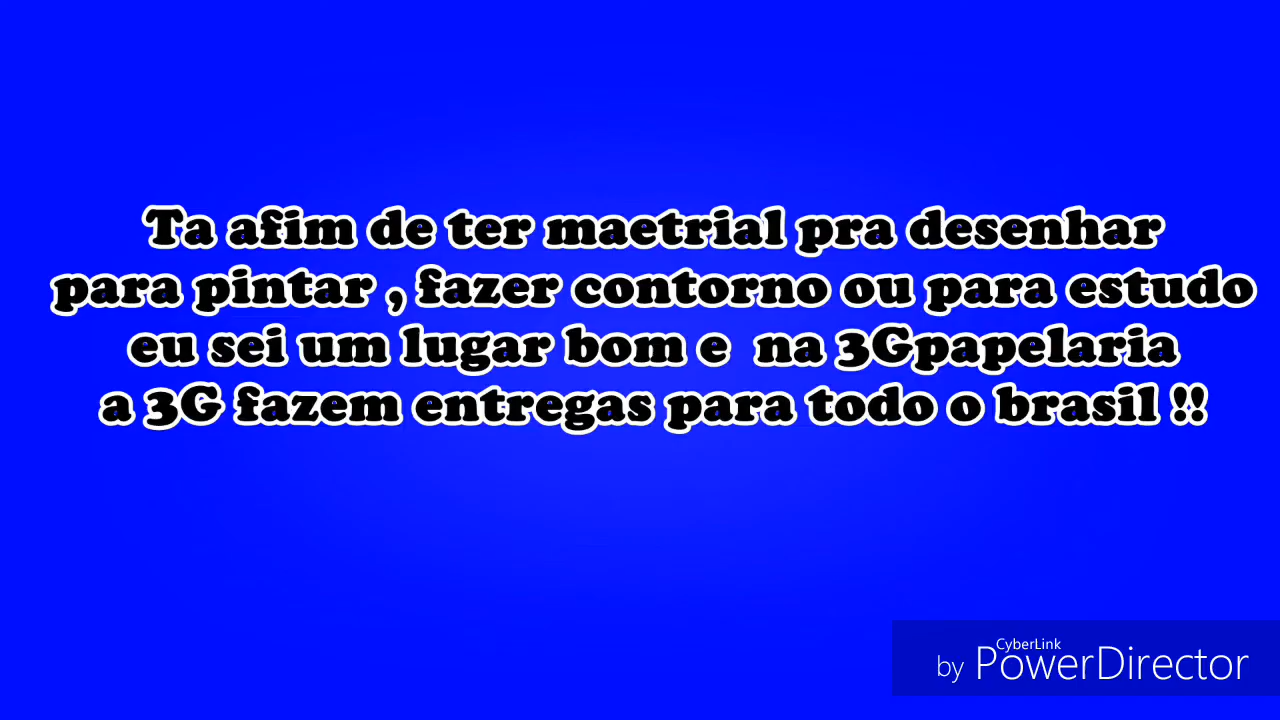 Ta afim de ter maetrial pra desenhar
para pintar , fazer contorno ou para estudo
eu sei um lugar bom e na 3Gpapelaria
a 3G fazem entregas para todo o brasil !!
CyberLink
by PowerDirector